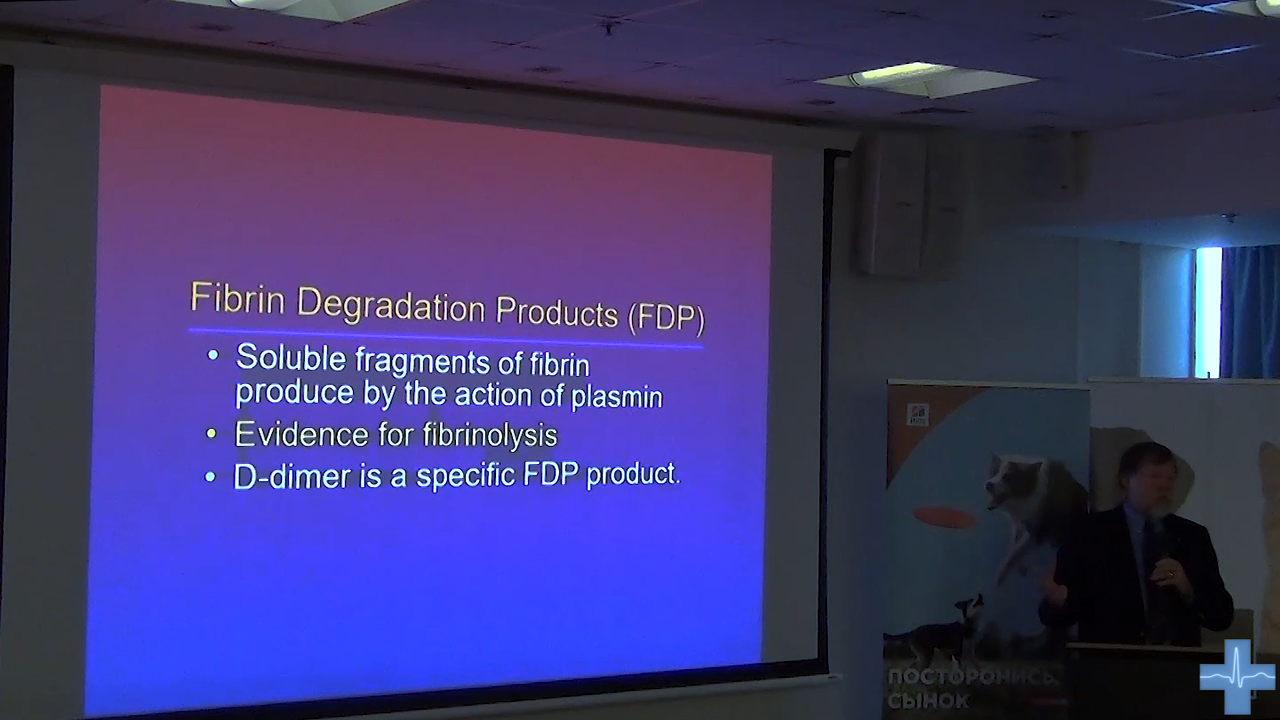 Fibrin Degradation Products (FDP)
• Soluble fragments of fibrin
produce by the action of plasmin
• Evidence for fibrinolysis
• D-dimer is a specific FDP product.
ПОСТОРОНИСЬ,
СЫНОК